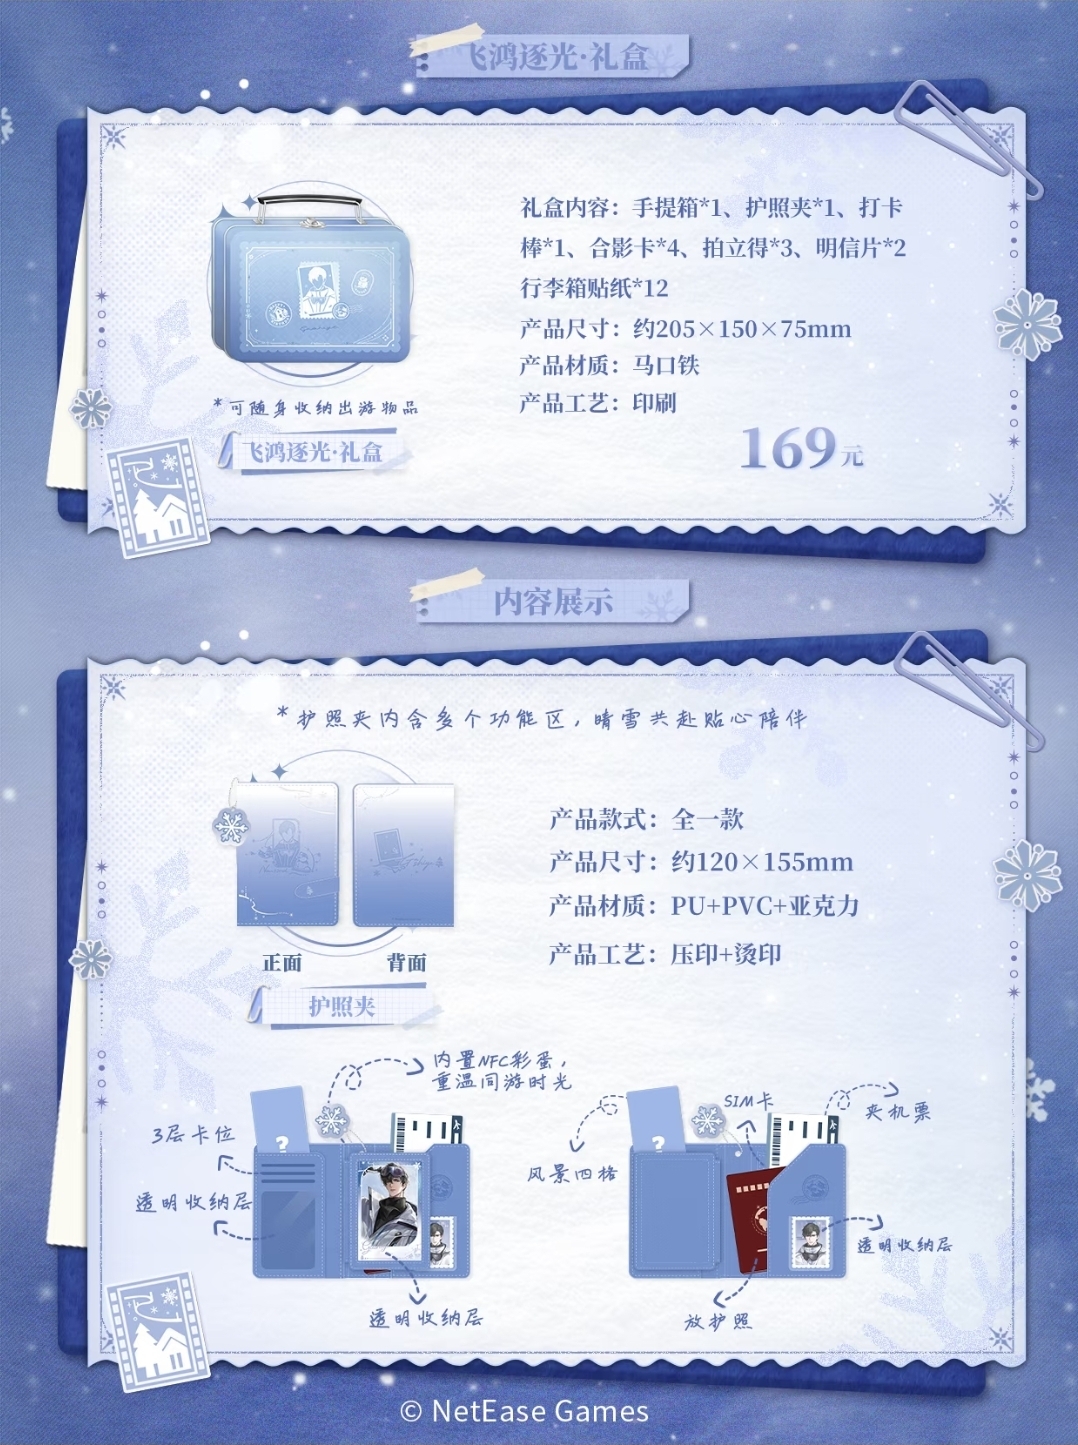 飞鸿逐光·礼盒
礼盒内容：手提箱*1、护照夹*1、打卡
棒*1、合影卡*4、拍立得*3、明信片*2
行李箱贴纸*12
产品尺寸：约205×150×75mm
产品材质：马口铁
产品工艺：印刷
*可随身收纳出游物品
飞鸿逐光·礼盒
169元
内容展示
*护照夹内含多个功能区，晴雪共赴贴心陪伴
产品款式：全一款
产品尺寸：约120×155mm
产品材质：PU+PVC+亚克力
产品工艺：压印+烫印
正面
背面
护照夹
内置NFC彩蛋，
重温同游时光
3层卡位
透明收纳层
?
透明收纳层
SIM卡
夹机票
风景四格
?
透明收纳层
放护照
© NetEase Games